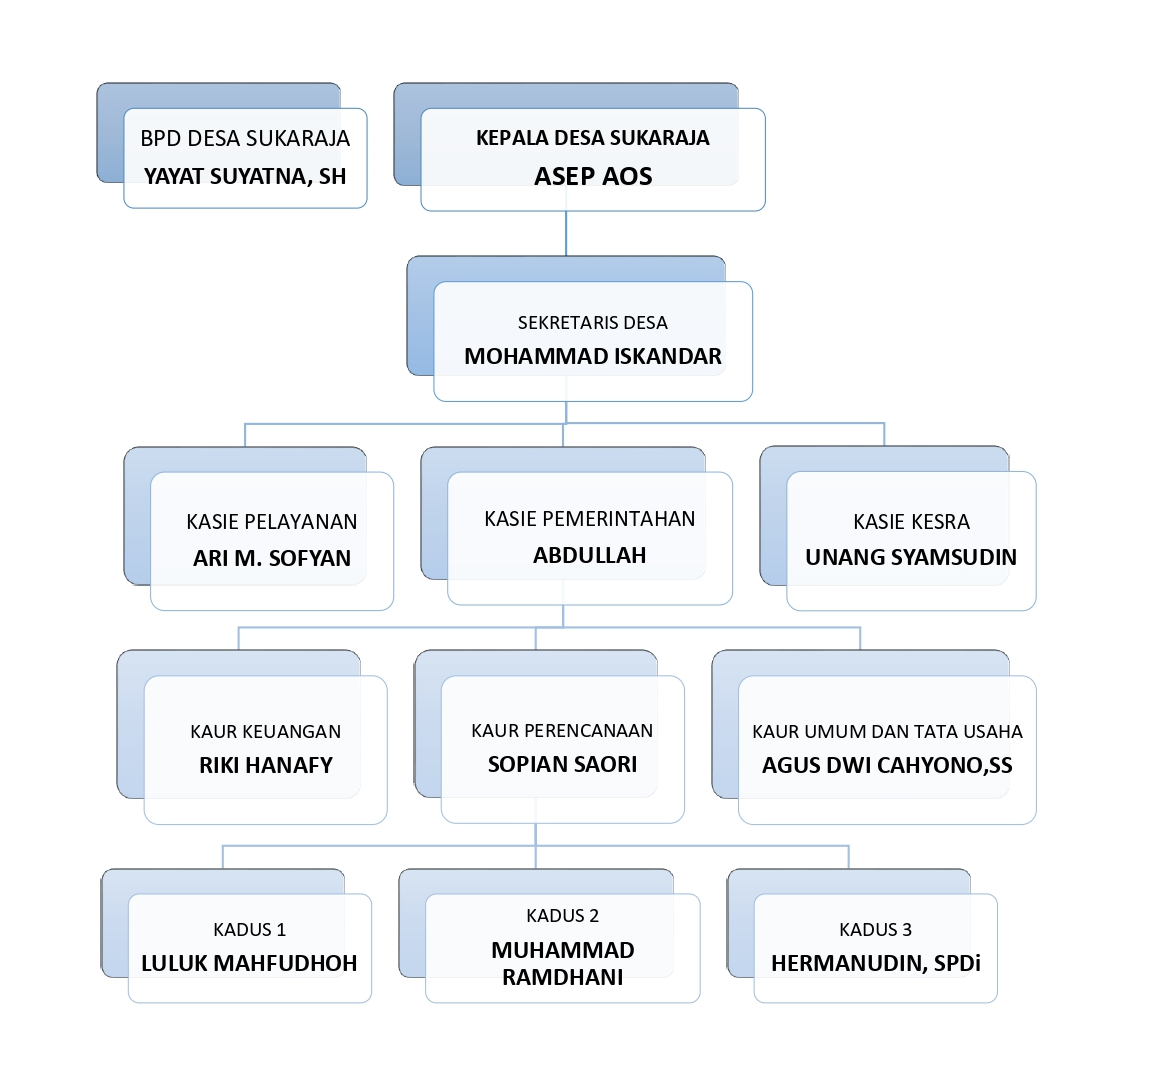 BPD DESA SUKARAJA
YAYAT SUYATNA, SH
KEPALA DESA SUKARAJA
ASEP AOS
SEKRETARIS DESA
MOHAMMAD ISKANDAR
KASIE PELAYANAN
ARI M. SOFYAN
KASIE PEMERINTAHAN
ABDULLAH
KASIE KESRA
UNANG SYAMSUDIN
KAUR KEUANGAN
RIKI HANAFY
KAUR PERENCANAAN
SOPIAN SAORI
KAUR UMUM DAN TATA USAHA
AGUS DWI CAHYONO,SS
KADUS 1
LULUK MAHFUDHOH
KADUS 2
MUHAMMAD
RAMDHANI
KADUS 3
HERMANUDIN, SPDi